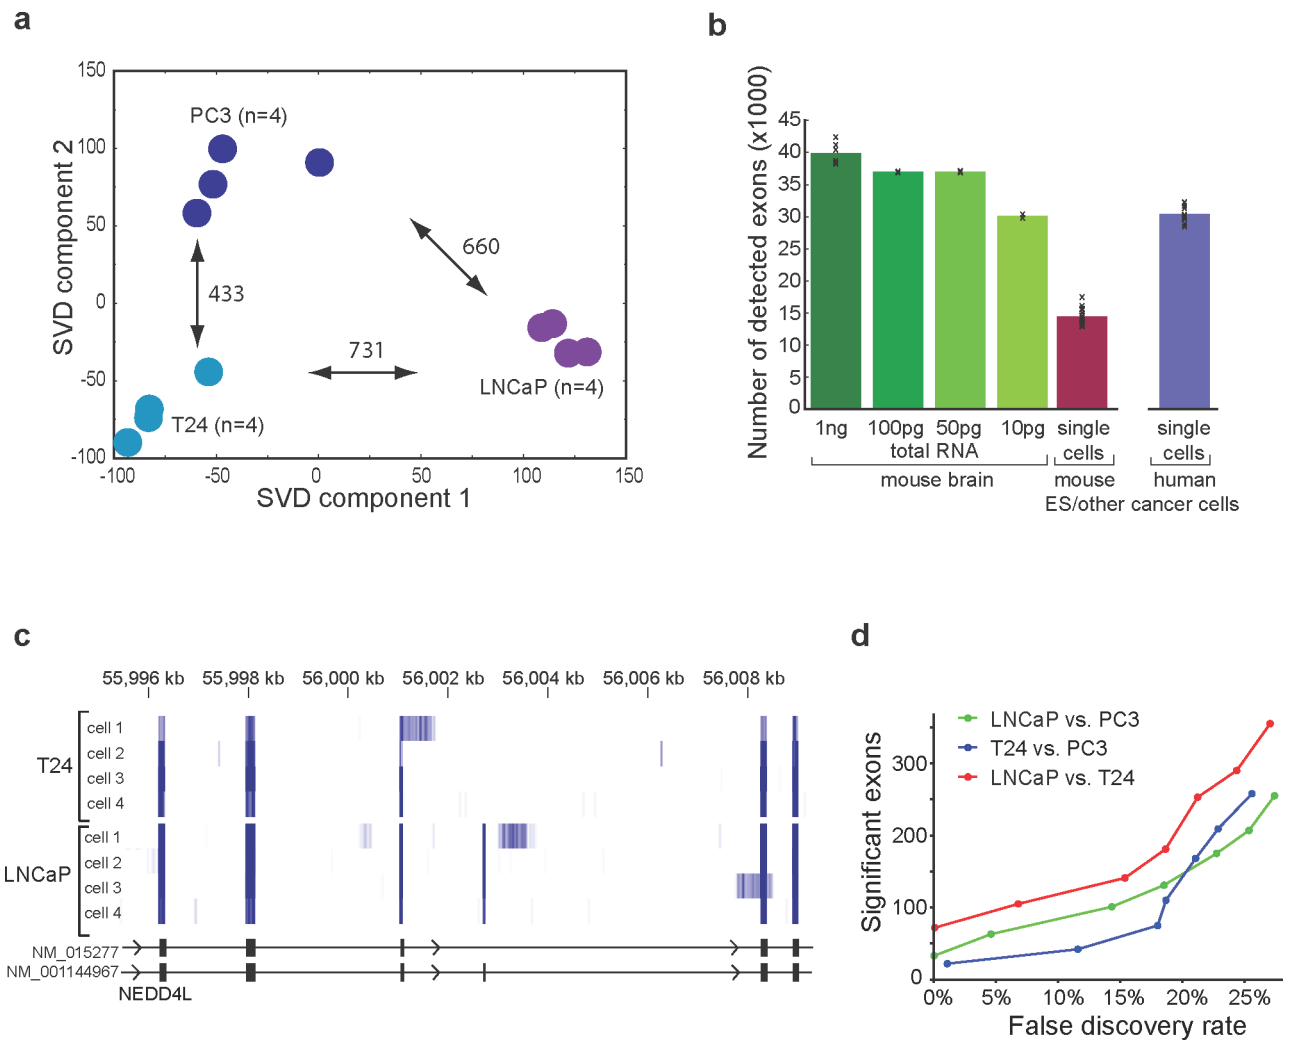 a
150
100
50
0
-50
-100
SVD component 2
PC3 (n=4)
660
433
731
LNCaP (n=4)
T24 (n=4)
-100 -50 0 50 100 150
SVD component 1
b
Number of detected exons (x1000)
45
40
35
30
25
20
15
10
5
0
1ng 100pg 50pg 10pg single single
total RNA cells cells
mouse brain mouse human
ES/other cancer cells
c
55,996 kb 55,998 kb 56,000 kb 56,002 kb 56,004 kb 56,006 kb 56,008 kb
T24
cell 1
cell 2
cell 3
cell 4
LNCaP
cell 1
cell 2
cell 3
cell 4
NM_015277
NM_001144967
NEDD4L
d
Significant exons
LNCaP vs. PC3
T24 vs. PC3
LNCaP vs. T24
300
200
100
0
0% 5% 10% 15% 20% 25%
False discovery rate